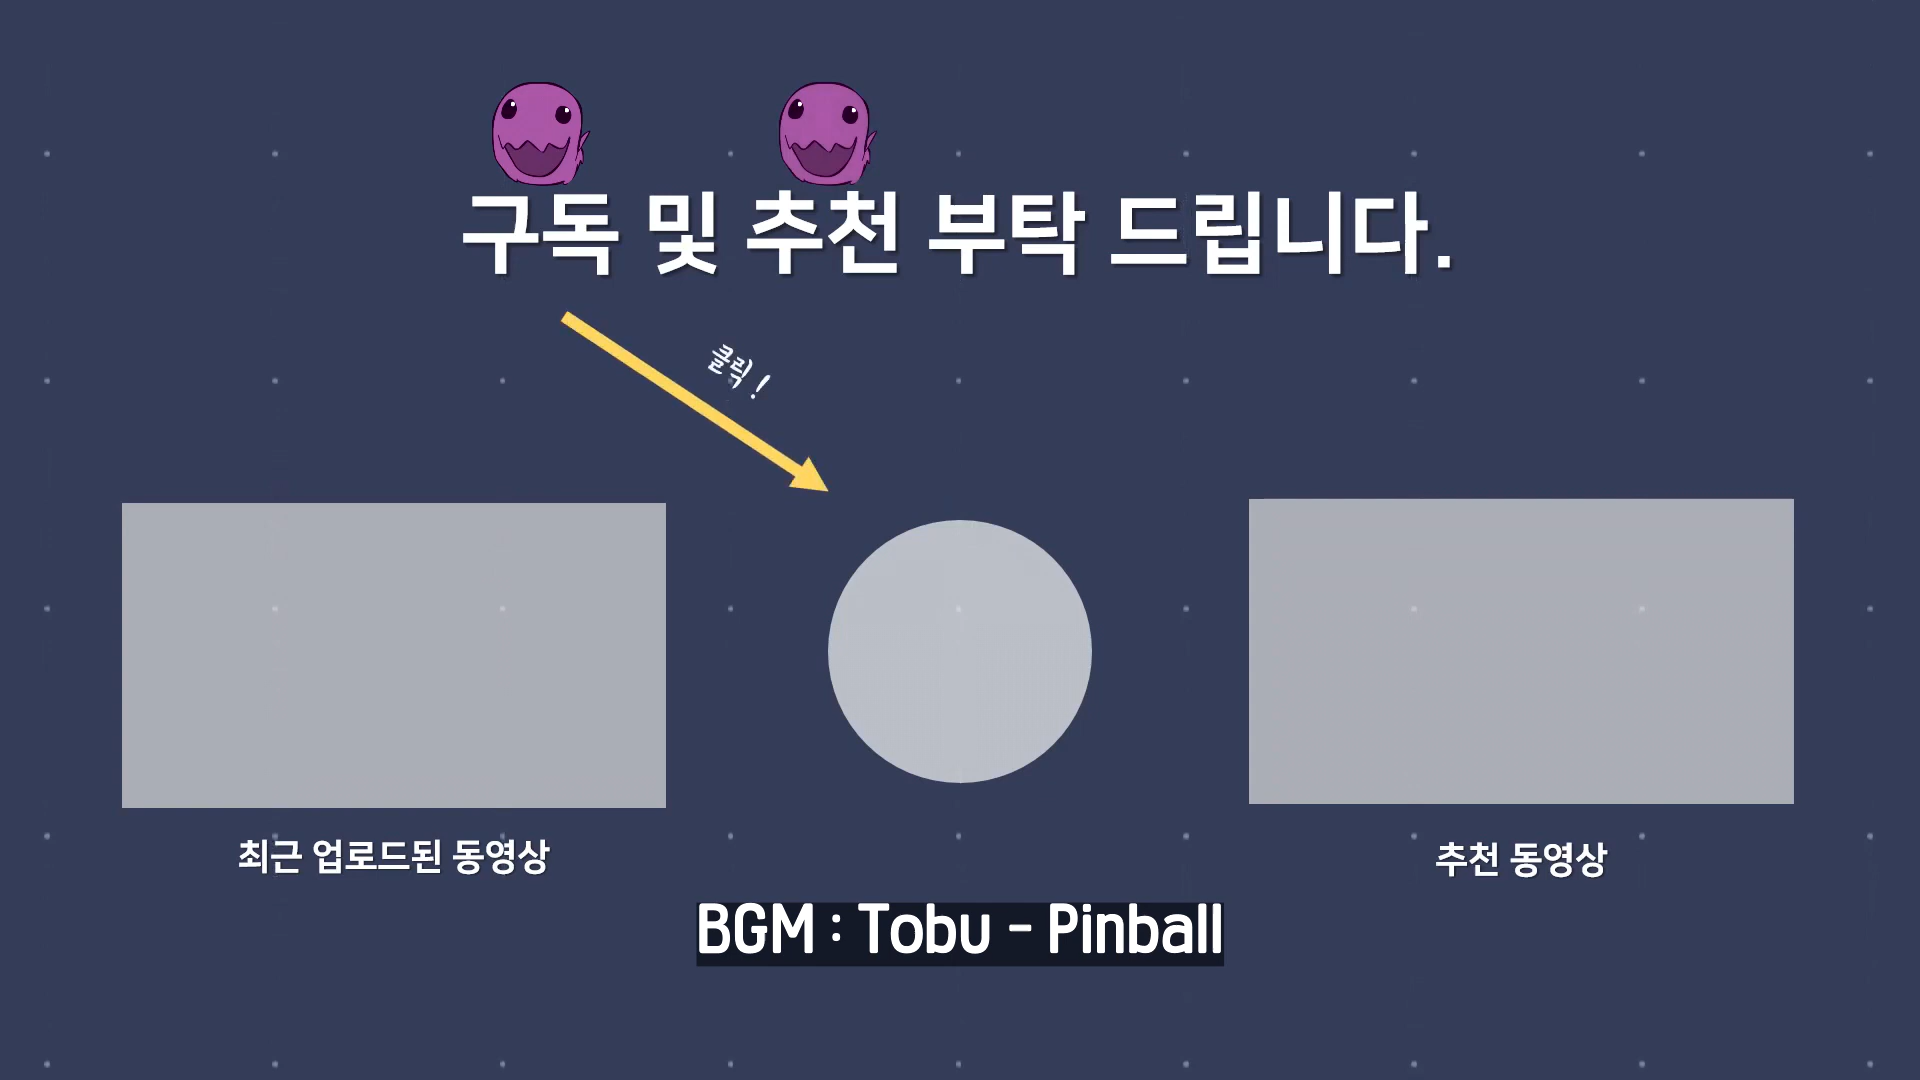 구독 및 추천 부탁 드립니다.
클릭!
최근 업로드된 동영상
추천 동영상
BGM : Tobu - Pinball